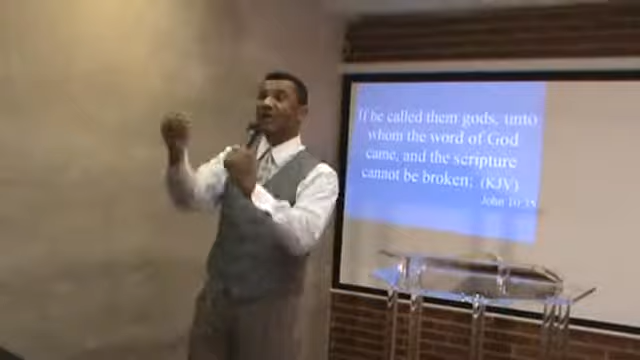 If he called them gods, unto
whom the word of God
came, and the scripture
cannot be broken; (KJV)
John 10:35